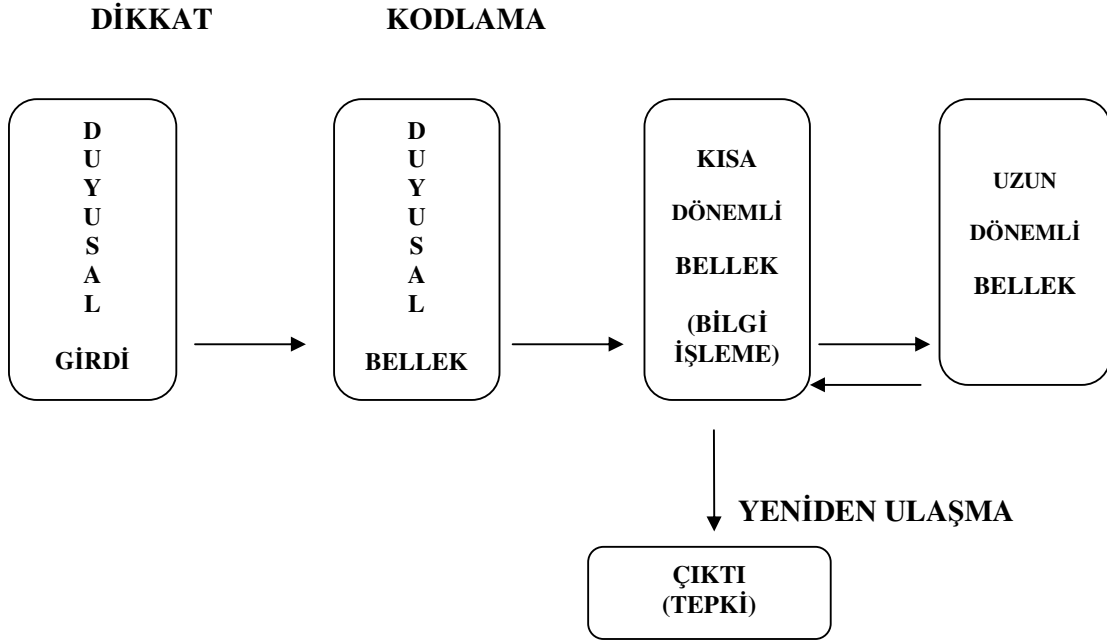 DİKKAT
KODLAMA
D
U
Y
U
S
A
L
GİRDİ
D
U
Y
U
S
A
L
BELLEK
KISA
DÖNEMLİ
BELLEK
(BİLGİ
İŞLEME)
UZUN
DÖNEMLİ
BELLEK
YENİDEN ULAŞMA
ÇIKTI
(TEPKİ)